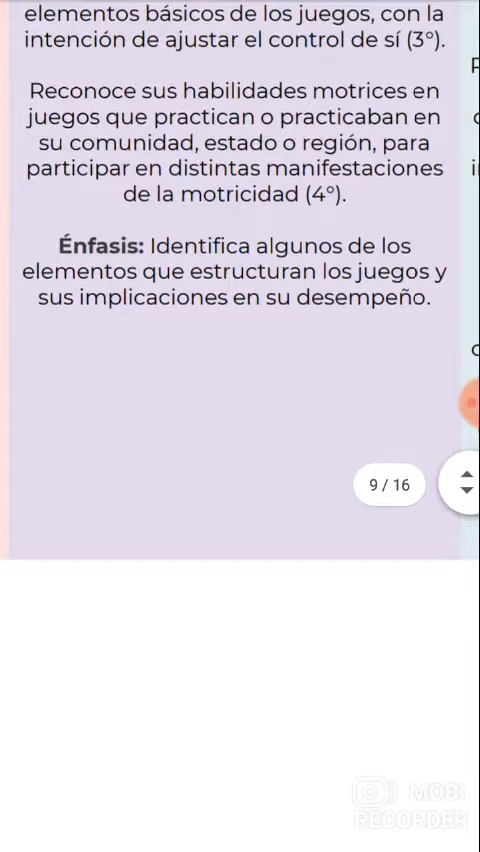 elementos básicos de los juegos, con la
intención de ajustar el control de sí (3°).
Reconoce sus habilidades motrices en
juegos que practican o practicaban en
su comunidad, estado o región, para
participar en distintas manifestaciones
de la motricidad (4°).
Énfasis: Identifica algunos de los
elementos que estructuran los juegos y
sus implicaciones en su desempeño.
9 / 16
MOBI
RECORDER